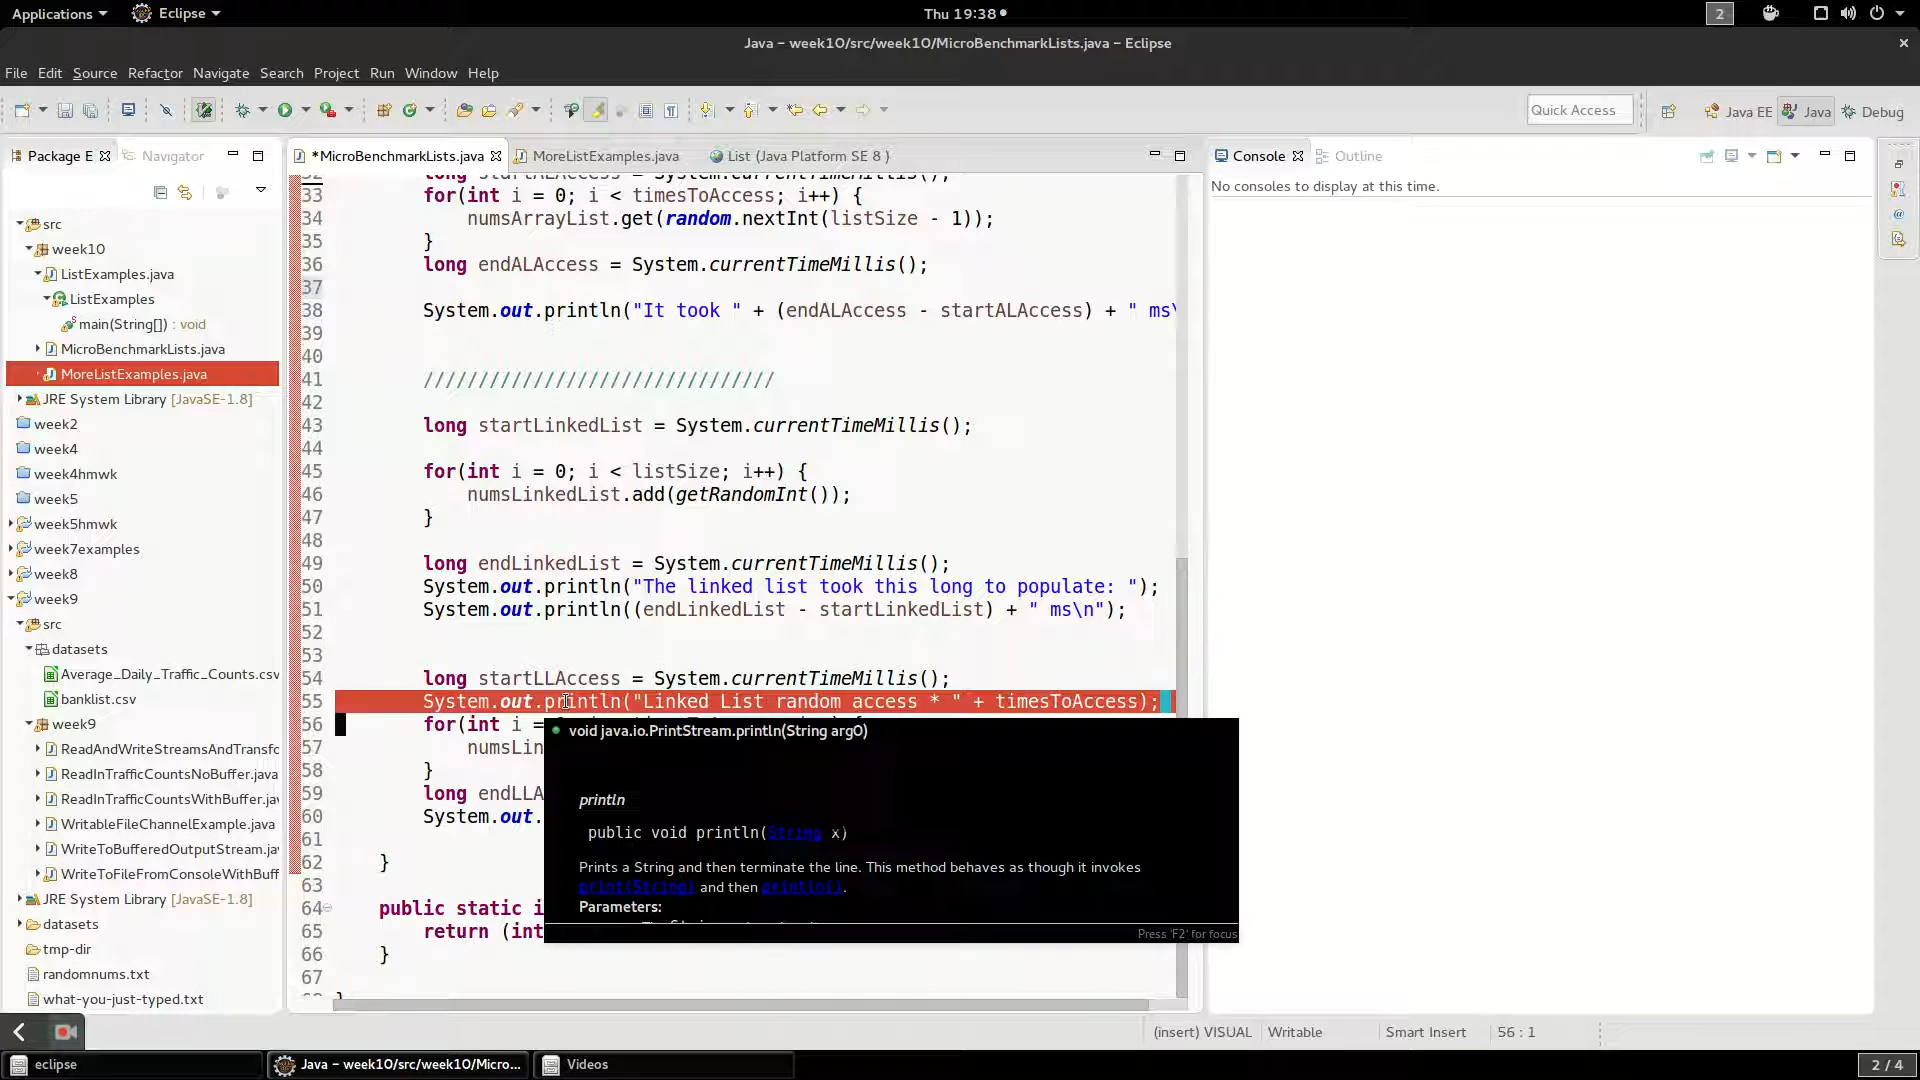 Applications
Eclipse
Thu 19:38
2
Java – week10/src/week10/MicroBenchmarkLists.java – Eclipse
File Edit Source Refactor Navigate Search Project Run Window Help
Quick Access
Java EE
Java
Debug
Package E
Navigator
*MicroBenchmarkLists.java
MoreListExamples.java
List (Java Platform SE 8 )
Console
Outline
No consoles to display at this time.
src
week10
ListExamples.java
ListExamples
main(String[]) : void
MicroBenchmarkLists.java
MoreListExamples.java
JRE System Library [JavaSE-1.8]
week2
week4
week4hmwk
week5
week5hmwk
week7examples
week8
week9
src
datasets
Average_Daily_Traffic_Counts.csv
banklist.csv
week9
ReadAndWriteStreamsAndTransfo
ReadInTrafficCountsNoBuffer.java
ReadInTrafficCountsWithBuffer.jav
WritableFileChannelExample.java
WriteToBufferedOutputStream.jav
WriteToFileFromConsoleWithBuff
JRE System Library [JavaSE-1.8]
datasets
tmp-dir
randomnums.txt
what-you-just-typed.txt
32 long startALAccess = System.currentTimeMillis();
33 for(int i = 0; i < timesToAccess; i++) {
34 numsArrayList.get(random.nextInt(listSize - 1));
35 }
36 long endALAccess = System.currentTimeMillis();
37
38 System.out.println("It took " + (endALAccess - startALAccess) + " ms\
39
40
41 ////////////////////////////////
42
43 long startLinkedList = System.currentTimeMillis();
44
45 for(int i = 0; i < listSize; i++) {
46 numsLinkedList.add(getRandomInt());
47 }
48
49 long endLinkedList = System.currentTimeMillis();
50 System.out.println("The linked list took this long to populate: ");
51 System.out.println((endLinkedList - startLinkedList) + " ms\n");
52
53
54 long startLLAccess = System.currentTimeMillis();
55 System.out.println("Linked List random access * " + timesToAccess);
56 for(int i =
57 numsLin
58 }
59 long endLLA
60 System.out.
61
62 }
63
64 public static i
65 return (int
66 }
67
68 }
void java.io.PrintStream.println(String arg0)
println
public void println(String x)
Prints a String and then terminate the line. This method behaves as though it invokes
print(String) and then println().
Parameters:
Press 'F2' for focus
(insert) VISUAL
Writable
Smart Insert
56 : 1
eclipse
Java – week10/src/week10/Micro...
Videos
2 / 4